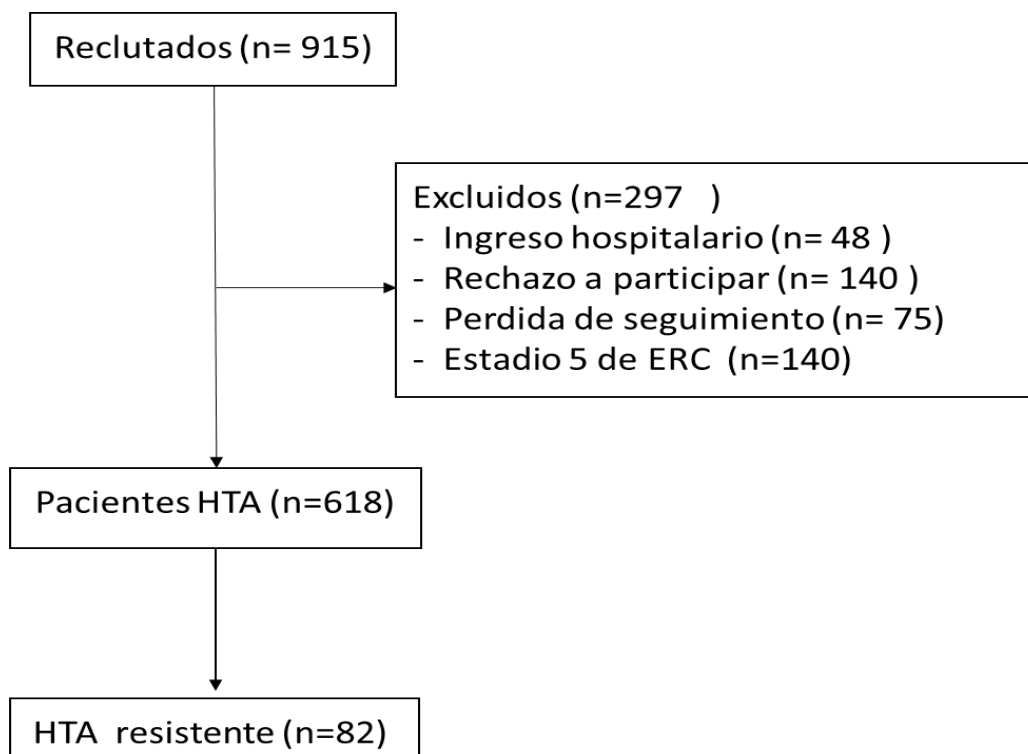 Reclutados (n= 915)
Excluidos (n=297   )
- Ingreso hospitalario (n= 48 )
- Rechazo a participar (n= 140 )
- Perdida de seguimiento (n= 75)
- Estadio 5 de ERC  (n=140)
Pacientes HTA (n=618)
HTA  resistente (n=82)